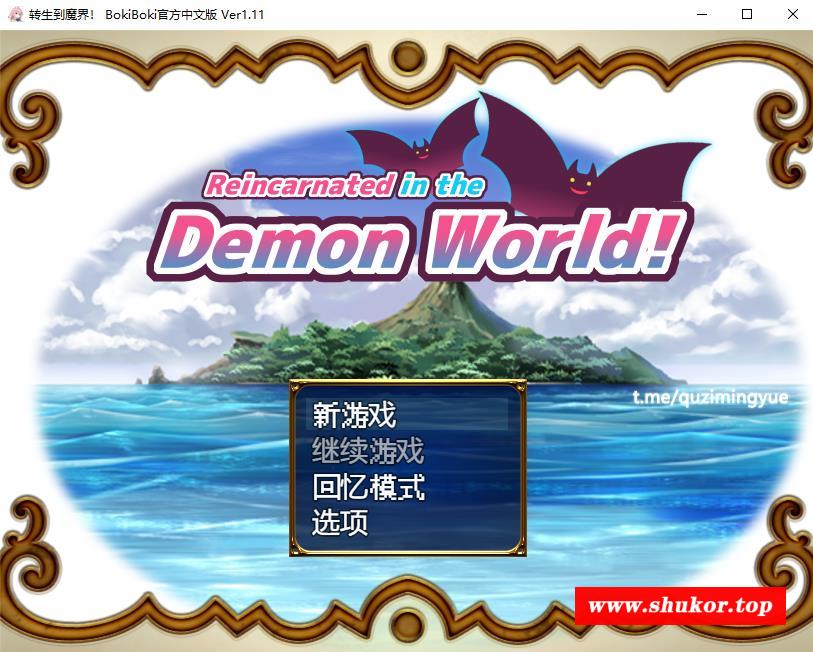 转生到魔界！ BokiBoki官方中文版 Ver1.11
Reincarnated in the
Demon World!
t.me/quzimingyue
新游戏
继续游戏
回忆模式
选项
www.shukor.top